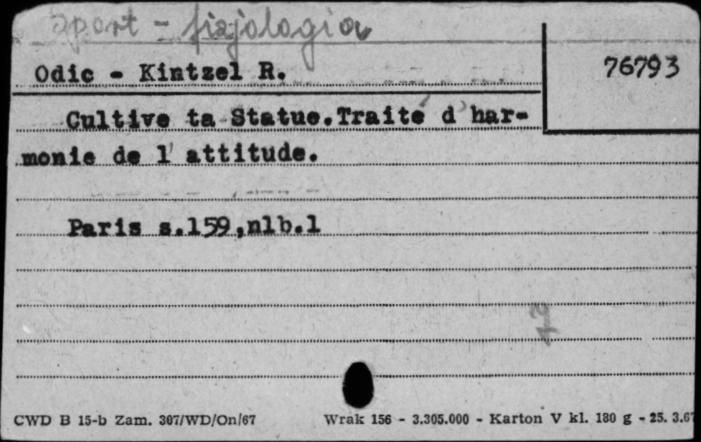 Sport - fizjologia
Odic - Kintzel R.
76793
Cultive ta Statue.Traité d'har-
monie de l'attitude.
Paris s.159,nlb.1
CWD B 15-b Zam. 307/WD/On/67 Wrak 156 - 3.305.000 - Karton V kl. 180 g - 25. 3.67